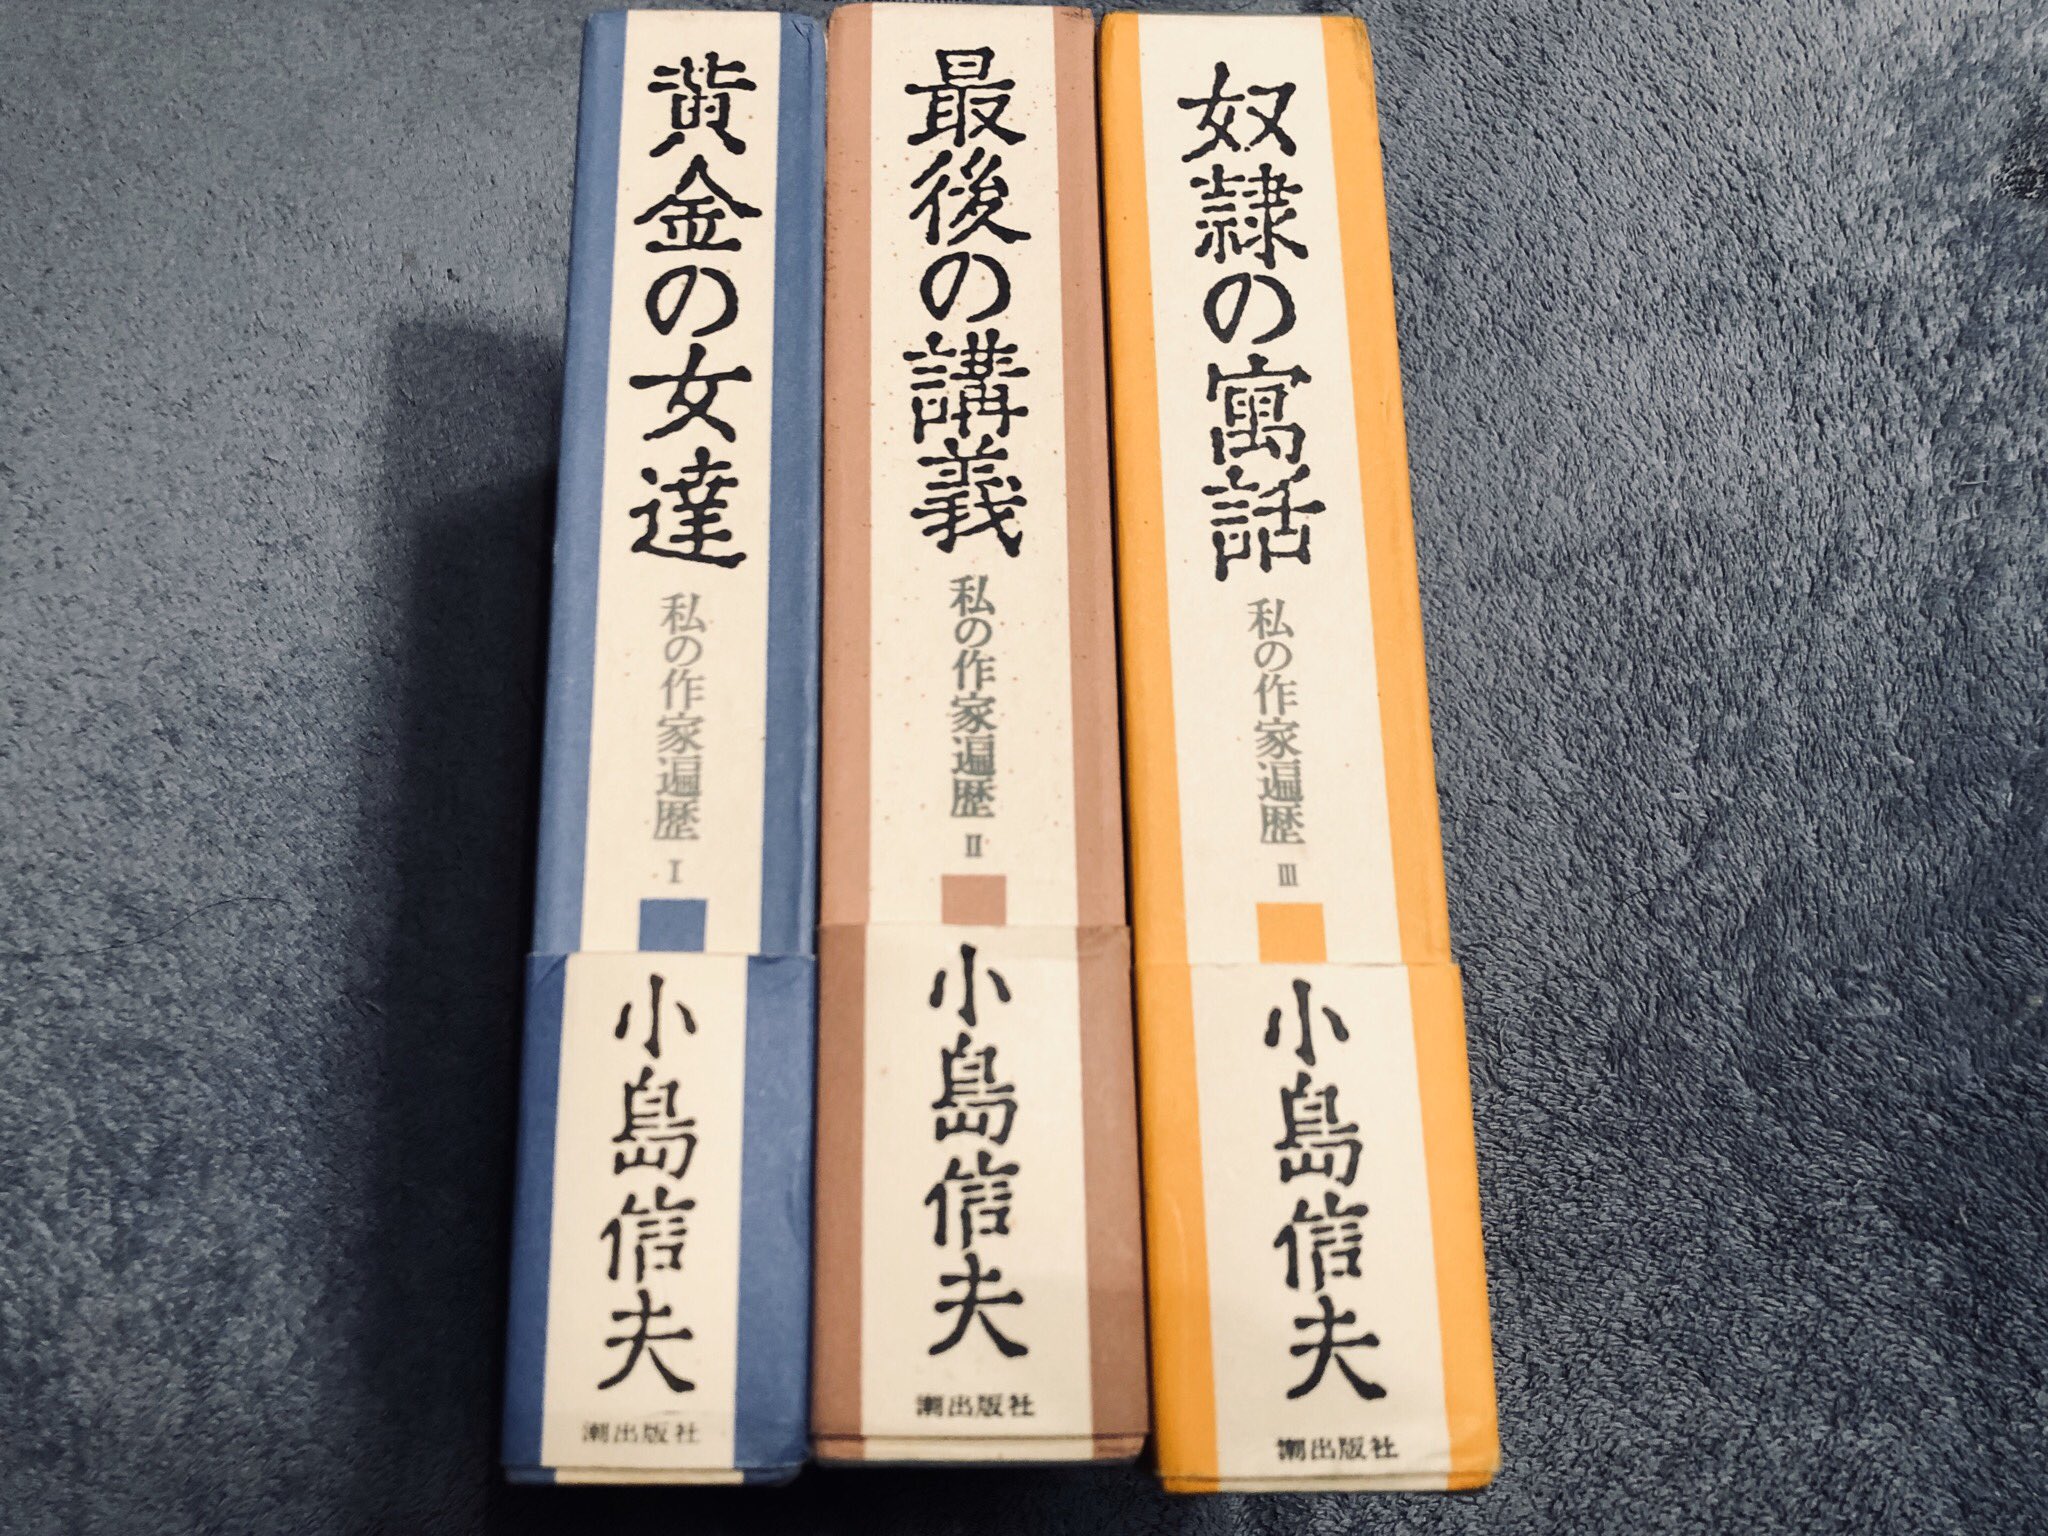 黄金の女達
私の作家遍歴 I
小島信夫
潮出版社
最後の講義
私の作家遍歴 II
小島信夫
潮出版社
奴隷の寓話
私の作家遍歴 III
小島信夫
潮出版社